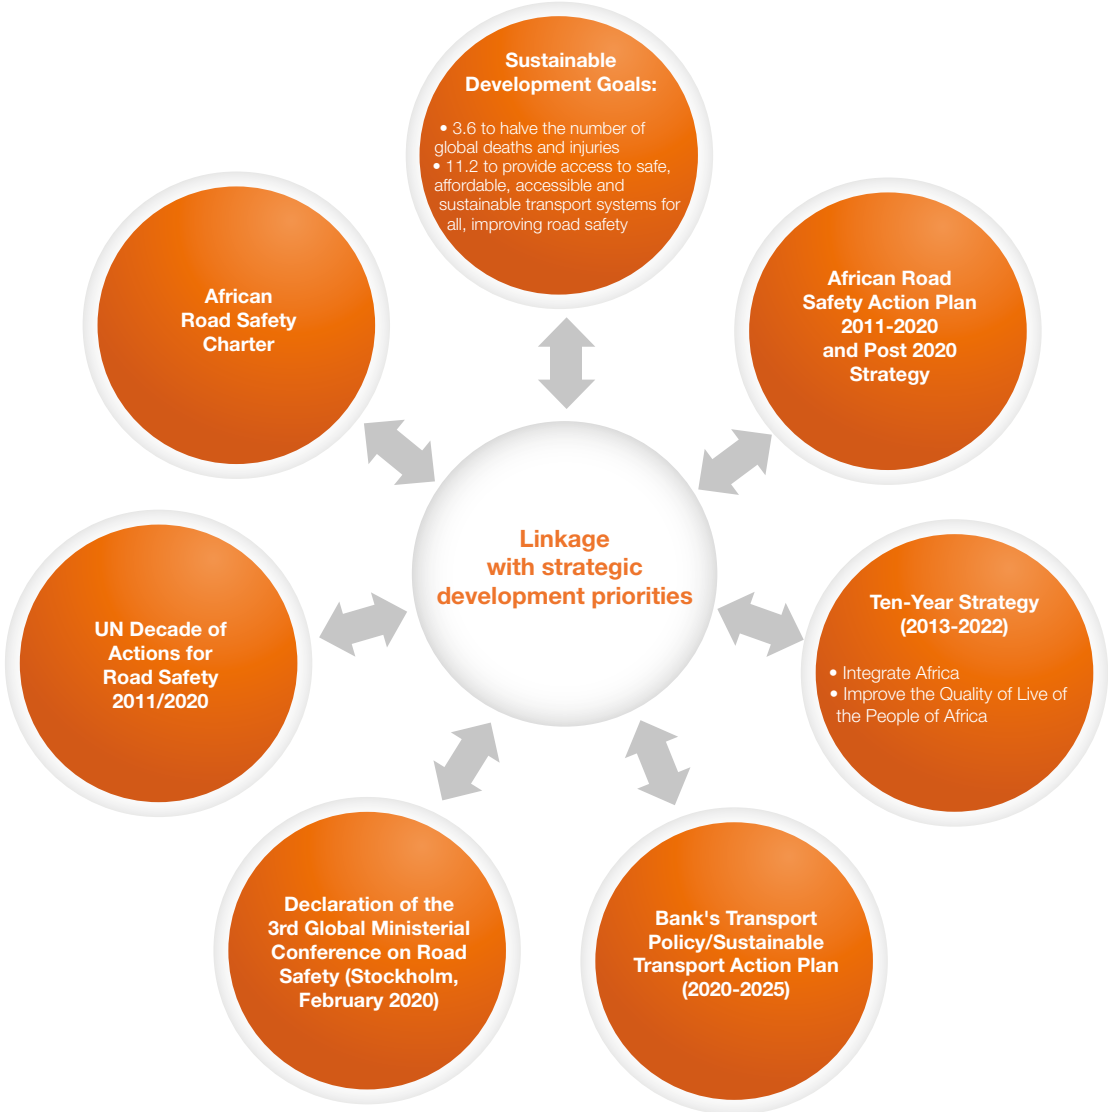 Sustainable
Development Goals:
• 3.6 to halve the number of
global deaths and injuries
• 11.2 to provide access to safe,
affordable, accessible and
sustainable transport systems for
all, improving road safety
African Road
Safety Action Plan
2011-2020
and Post 2020
Strategy
Ten-Year Strategy
(2013-2022)
• Integrate Africa
• Improve the Quality of Live of
the People of Africa
Bank's Transport
Policy/Sustainable
Transport Action Plan
(2020-2025)
Declaration of the
3rd Global Ministerial
Conference on Road
Safety (Stockholm,
February 2020)
UN Decade of
Actions for
Road Safety
2011/2020
African
Road Safety
Charter
Linkage
with strategic
development priorities